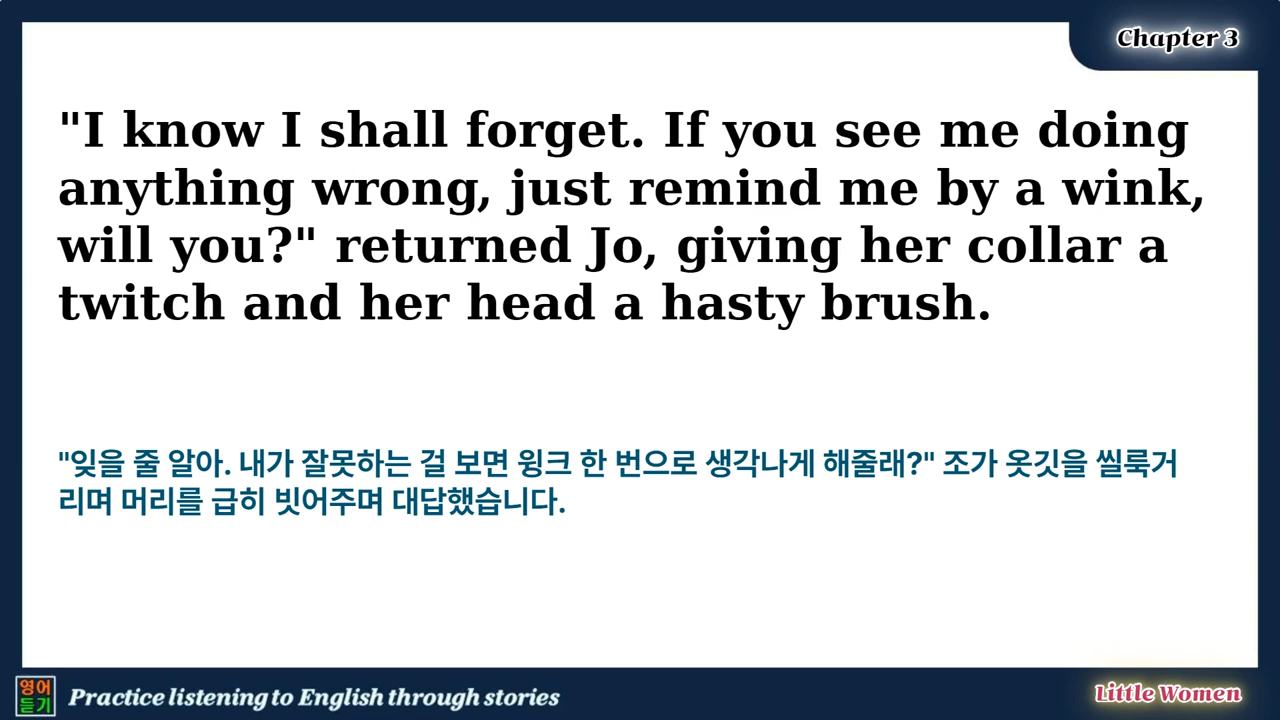 Chapter 3
"I know I shall forget. If you see me doing
anything wrong, just remind me by a wink,
will you?" returned Jo, giving her collar a
twitch and her head a hasty brush.
"잊을 줄 알아. 내가 잘못하는 걸 보면 윙크 한 번으로 생각나게 해줄래?" 조가 옷깃을 씰룩거
리며 머리를 급히 빗어주며 대답했습니다.
영어
듣기
Practice listening to English through stories
Little Women